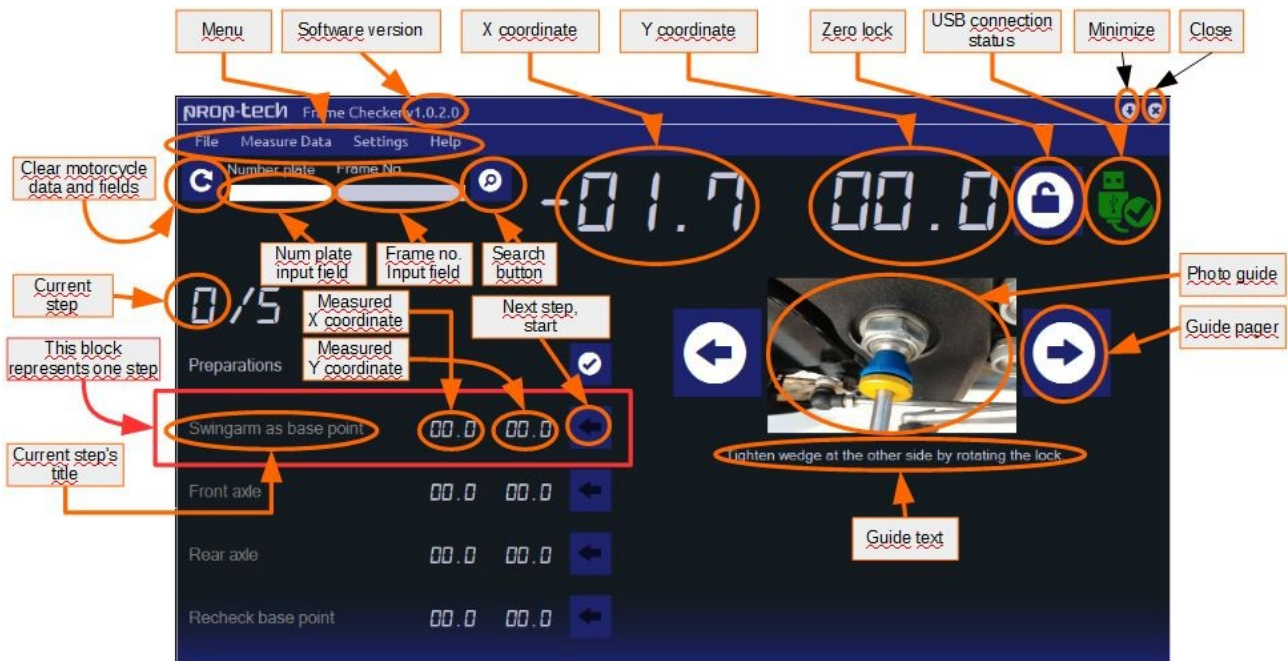 Menu
Software version
X coordinate
Y coordinate
Zero lock
USB connection
status
Minimize
Close
prop-tech Frame Checker v1.0.2.0
File Measure Data Settings Help
Clear motorcycle
data and fields
Number plate Frame No.
-01.7 00.0
Num plate
input field
Frame no.
Input field
Search
button
Photo guide
Current
step
0/5
Measured
X coordinate
Next step,
start
Guide pager
This block
represents one step
Measured
Y coordinate
Preparations
Swingarm as base point 00.0 00.0
Tighten wedge at the other side by rotating the lock.
Current step's
title
Front axle 00.0 00.0
Guide text
Rear axle 00.0 00.0
Recheck base point 00.0 00.0